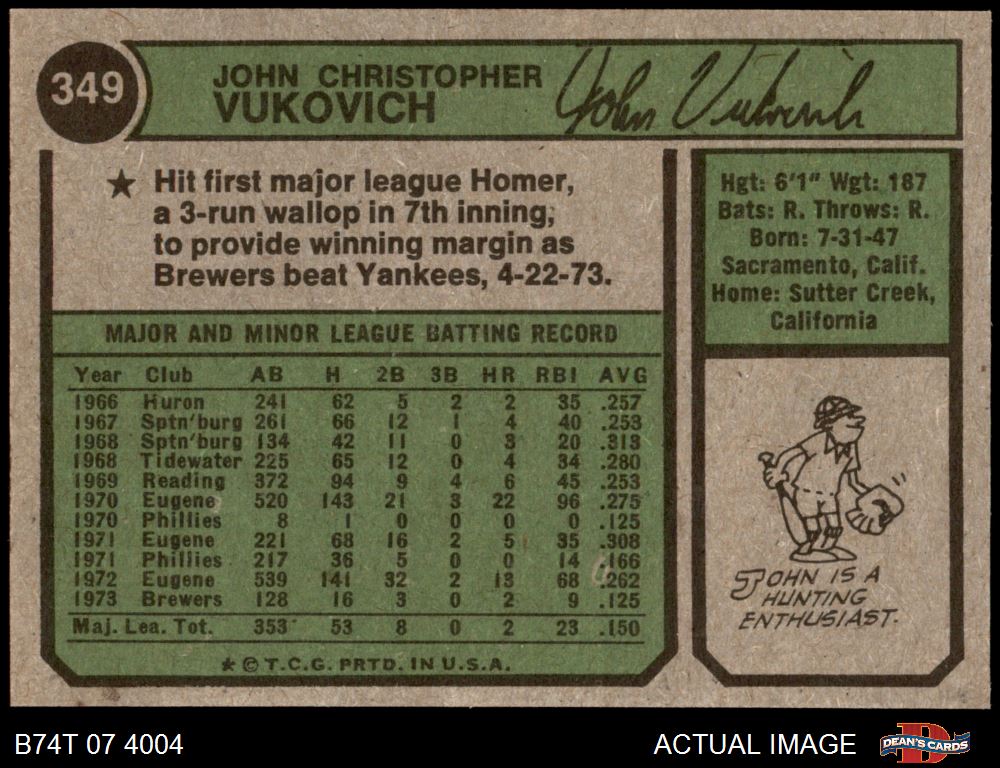 349
JOHN CHRISTOPHER
VUKOVICH
John Vukovich
★ Hit first major league Homer,
a 3-run wallop in 7th inning,
to provide winning margin as
Brewers beat Yankees, 4-22-73.
Hgt: 6'1" Wgt: 187
Bats: R. Throws: R.
Born: 7-31-47
Sacramento, Calif.
Home: Sutter Creek,
California
MAJOR AND MINOR LEAGUE BATTING RECORD
Year Club AB H 2B 3B HR RBI AVG
1966 Huron 241 62 5 2 2 35 .257
1967 Sptn'burg 261 66 12 1 4 40 .253
1968 Sptn'burg 134 42 11 0 3 20 .313
1968 Tidewater 225 65 12 0 4 34 .280
1969 Reading 372 94 9 4 6 45 .253
1970 Eugene 520 143 21 3 22 96 .275
1970 Phillies 8 1 0 0 0 0 .125
1971 Eugene 221 68 16 2 5 35 .308
1971 Phillies 217 36 5 0 0 14 .166
1972 Eugene 539 141 32 2 13 68 .262
1973 Brewers 128 16 3 0 2 9 .125
Maj. Lea. Tot. 353 53 8 0 2 23 .150
★ © T.C.G. PRTD. IN U.S.A.
JOHN IS A
HUNTING
ENTHUSIAST.
B74T 07 4004
ACTUAL IMAGE
DEAN'S CARDS